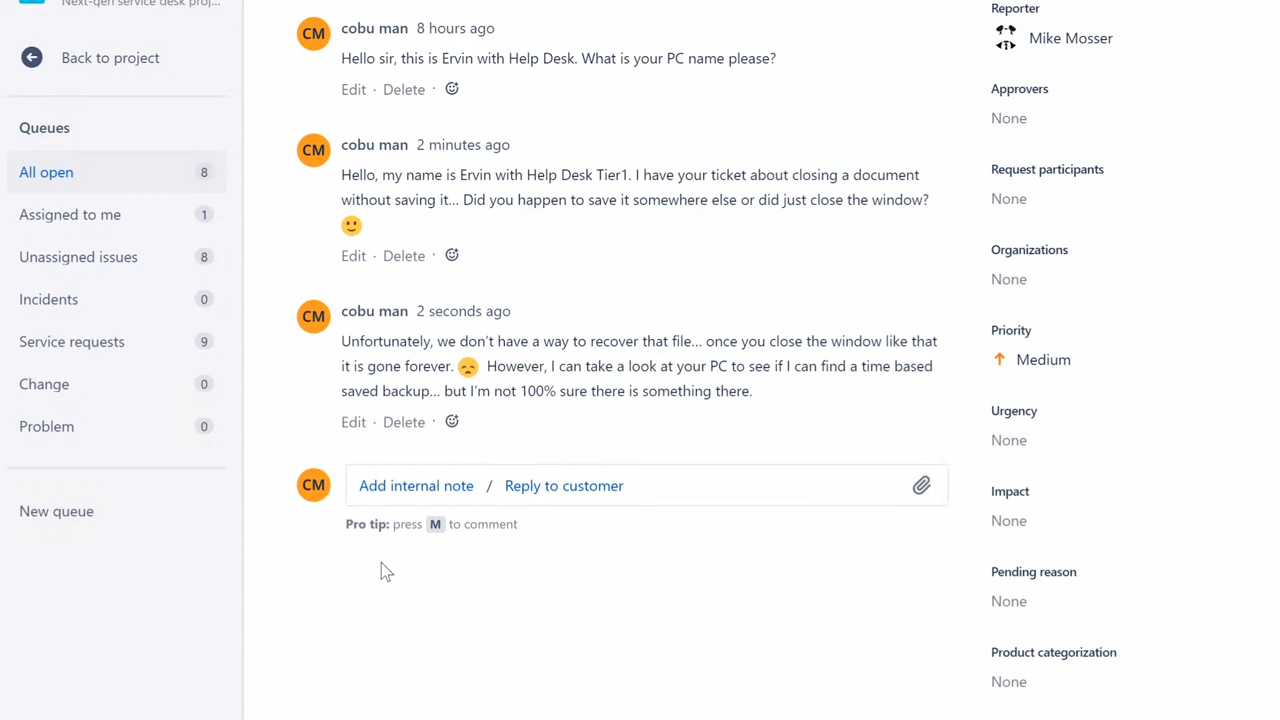 Next-gen service desk proj...
Back to project
Queues
All open 8
Assigned to me 1
Unassigned issues 8
Incidents 0
Service requests 9
Change 0
Problem 0
New queue
CM cobu man 8 hours ago
Hello sir, this is Ervin with Help Desk. What is your PC name please?
Edit · Delete ·
CM cobu man 2 minutes ago
Hello, my name is Ervin with Help Desk Tier1. I have your ticket about closing a document
without saving it... Did you happen to save it somewhere else or did just close the window?
🙂
Edit · Delete ·
CM cobu man 2 seconds ago
Unfortunately, we don't have a way to recover that file... once you close the window like that
it is gone forever. 😞 However, I can take a look at your PC to see if I can find a time based
saved backup... but I'm not 100% sure there is something there.
Edit · Delete ·
CM Add internal note / Reply to customer
Pro tip: press M to comment
Reporter
Mike Mosser
Approvers
None
Request participants
None
Organizations
None
Priority
Medium
Urgency
None
Impact
None
Pending reason
None
Product categorization
None